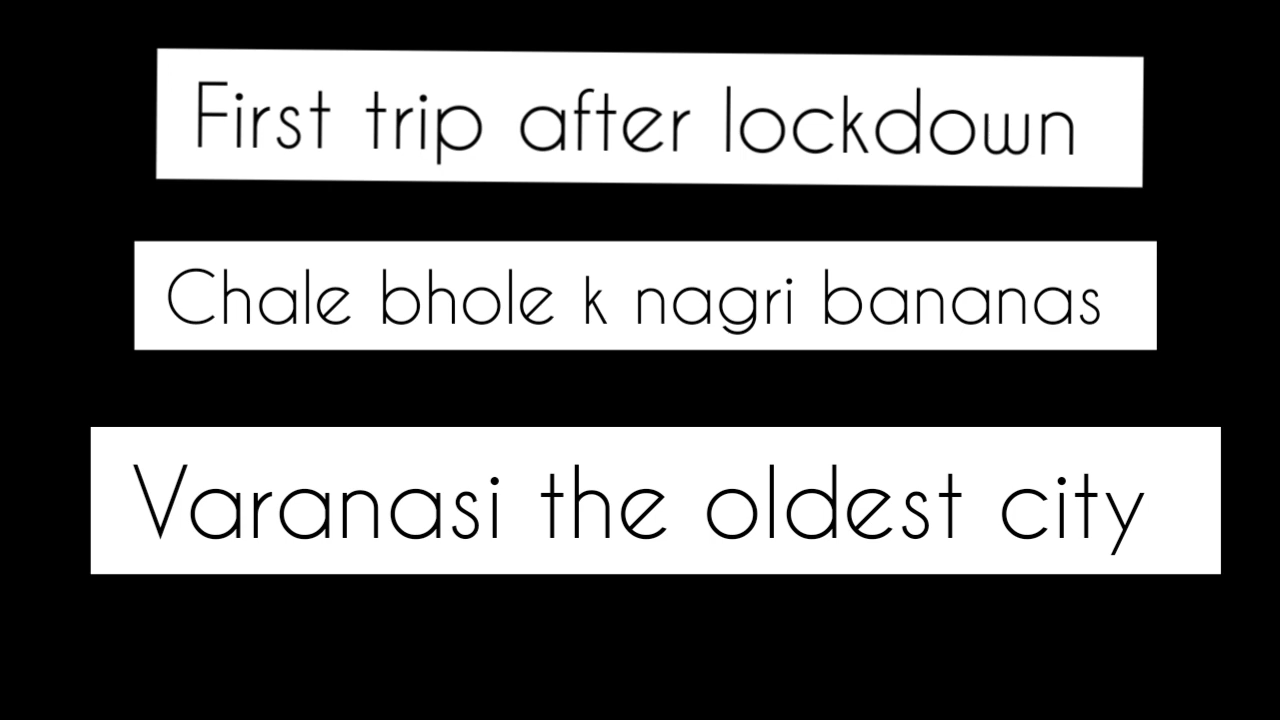 First trip after lockdown
Chale bhole k nagri bananas
Varanasi the oldest city